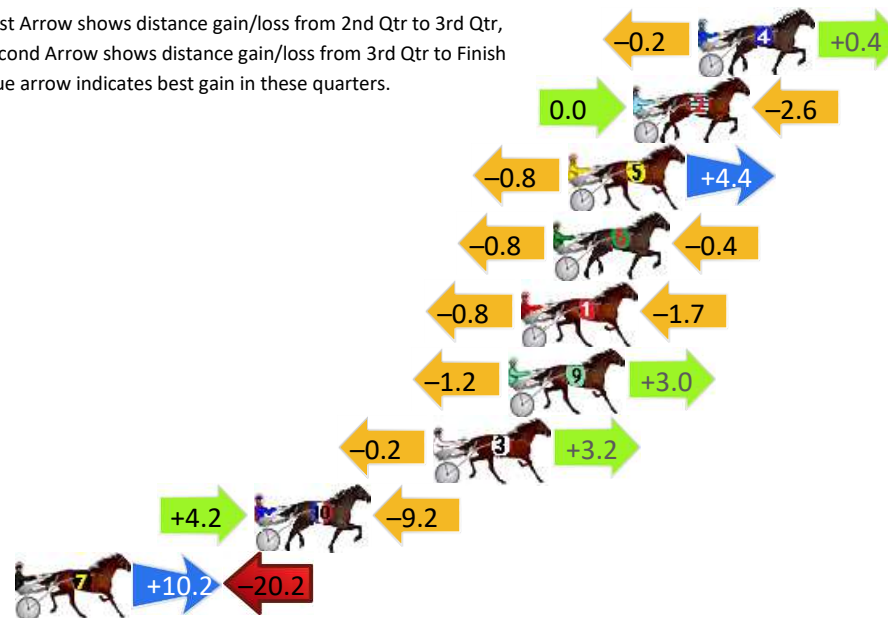 st Arrow shows distance gain/loss from 2nd Qtr to 3rd Qtr,
cond Arrow shows distance gain/loss from 3rd Qtr to Finish
ue arrow indicates best gain in these quarters.
–0.2 4 +0.4
0.0 2 –2.6
–0.8 5 +4.4
–0.8 –0.4
–0.8 1 –1.7
–1.2 9 +3.0
–0.2 3 +3.2
+4.2 10 –9.2
7 +10.2 –20.2